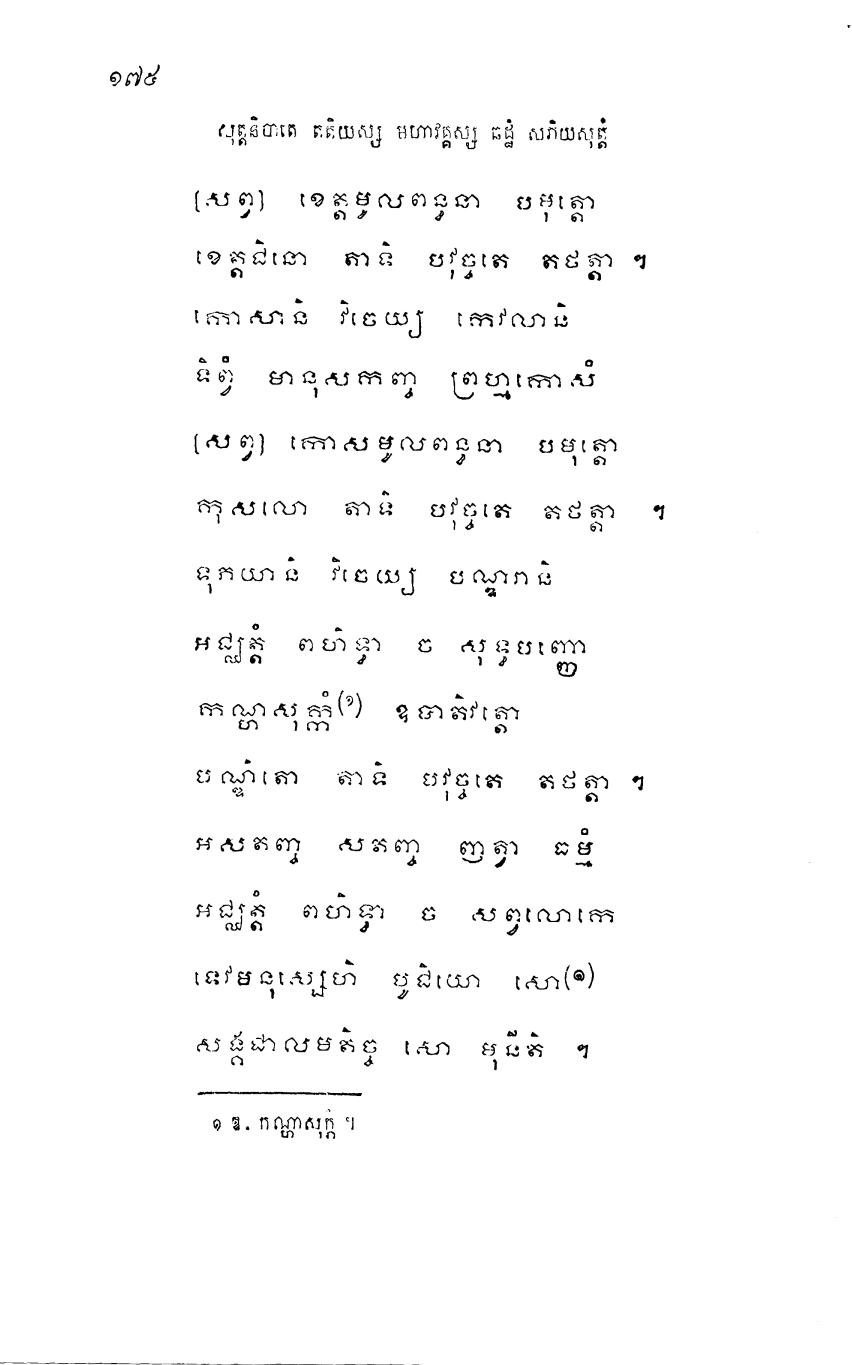 ១៧៥
សុត្តនិបាតេ តតិយស្ស មហាវគ្គស្ស ឆដ្ឋំ សភិយសុត្តំ
[សព្វ] ខេត្តមូលពន្ធនា បមុត្តោ
ខេត្តជិនោ តាទិ បវុច្ចតេ តថត្តា ៗ
កោសានិ វិចេយ្យ កេវលានិ
ទិព្វំ មានុសកញ្ច ព្រហ្មកោសំ
[សព្វ] កោសមូលពន្ធនា បមុត្តោ
កុសលោ តាទិ បវុច្ចតេ តថត្តា ៗ
ទុភយានិ វិចេយ្យ បណ្ឌរានិ
អជ្ឈត្តំ ពហិទ្ធា ច សុទ្ធបញ្ញោ
កណ្ហសុក្កំ(១) ឧបាតិវត្តោ
បណ្ឌិតោ តាទិ បវុច្ចតេ តថត្តា ៗ
អសតញ្ច សតញ្ច ញត្វា ធម្មំ
អជ្ឈត្តំ ពហិទ្ធា ច សព្វលោកេ
ទេវមនុស្សេហិ បូជិយោ សោ(១)
សង្គជាលមតិច្ច សោ មុនីតិ ៗ
១ ឱ. កណ្ហាសុក្កំ ។